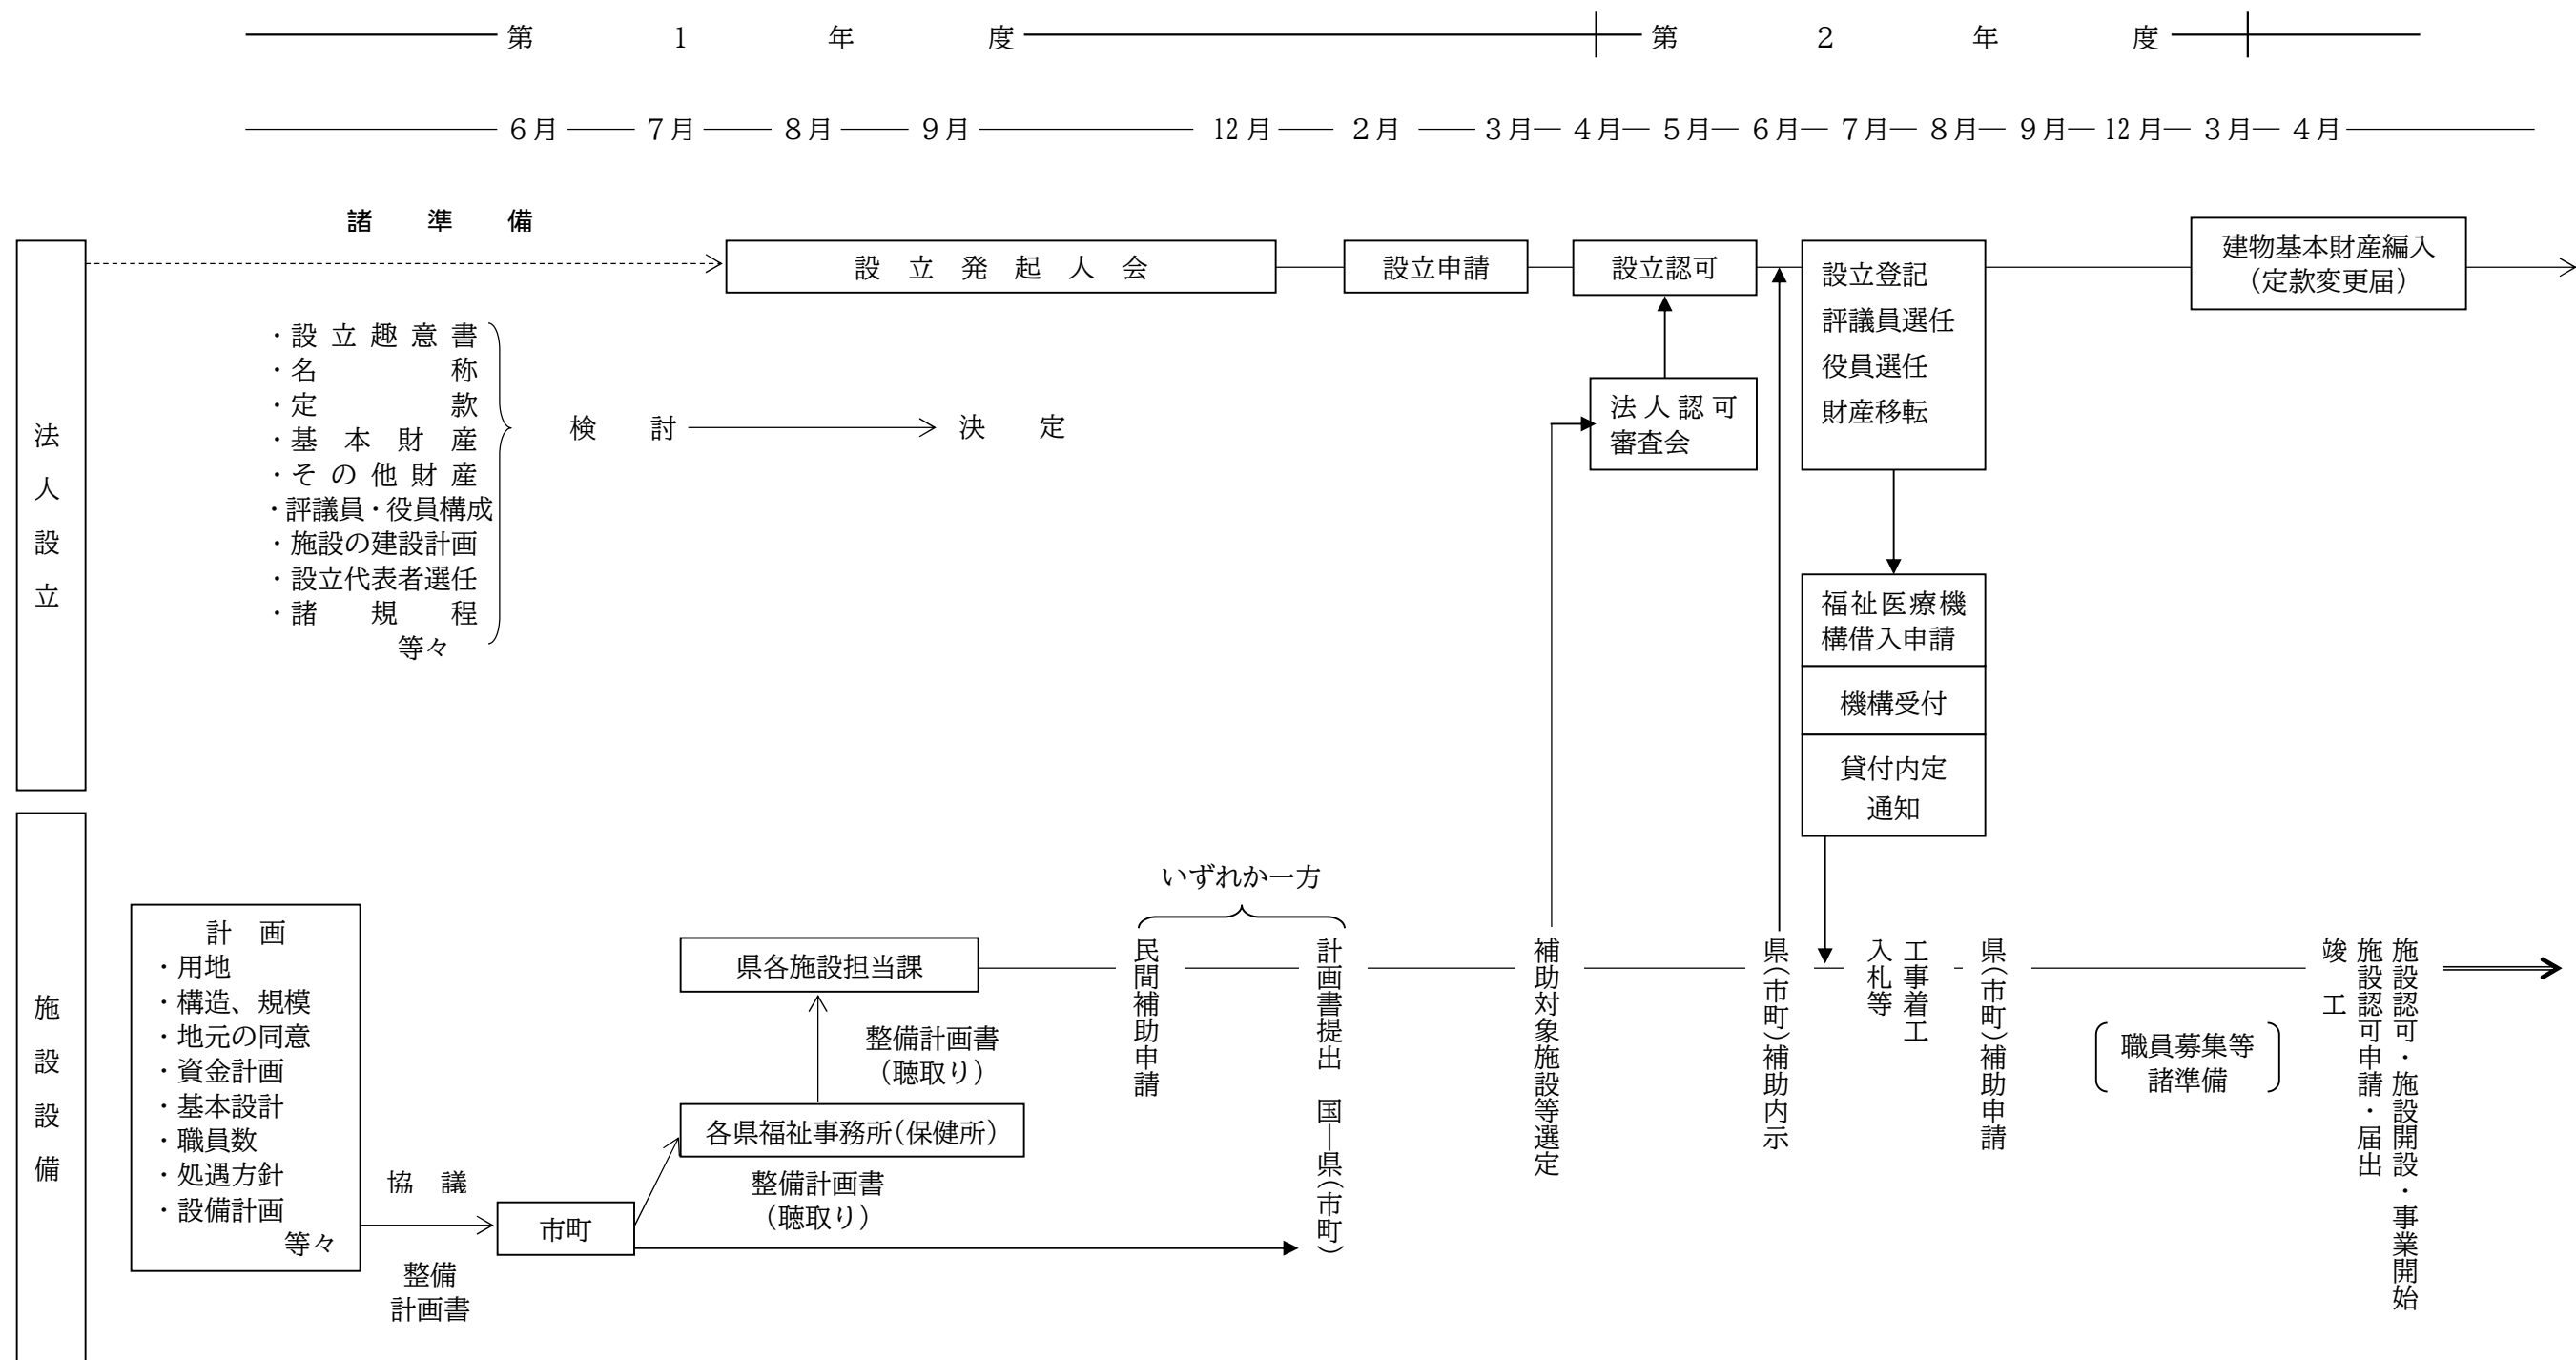 第　１　年　度　第　２　年　度
６月　７月　８月　９月　12月　２月　３月　４月　５月　６月　７月　８月　９月　12月　３月　４月
法人設立
諸　準　備
設立発起人会
設立申請
設立認可
設立登記
評議員選任
役員選任
財産移転
建物基本財産編入
（定款変更届）
・設立趣意書
・名称
・定款
・基本財産
・その他財産
・評議員・役員構成
・施設の建設計画
・設立代表者選任
・諸規程
等々
検　討
決　定
法人認可
審査会
福祉医療機
構借入申請
機構受付
貸付内定
通知
施設設備
計　画
・用地
・構造、規模
・地元の同意
・資金計画
・基本設計
・職員数
・処遇方針
・設備計画
等々
協　議
整備
計画書
市町
県各施設担当課
整備計画書
（聴取り）
各県福祉事務所（保健所）
整備計画書
（聴取り）
いずれか一方
民間補助申請
計画書提出　国―県（市町）
補助対象施設等選定
県（市町）補助内示
工事着工
入札等
県（市町）補助申請
職員募集等
諸準備
施設認可・施設開設・事業開始
施設認可申請・届出
竣　工